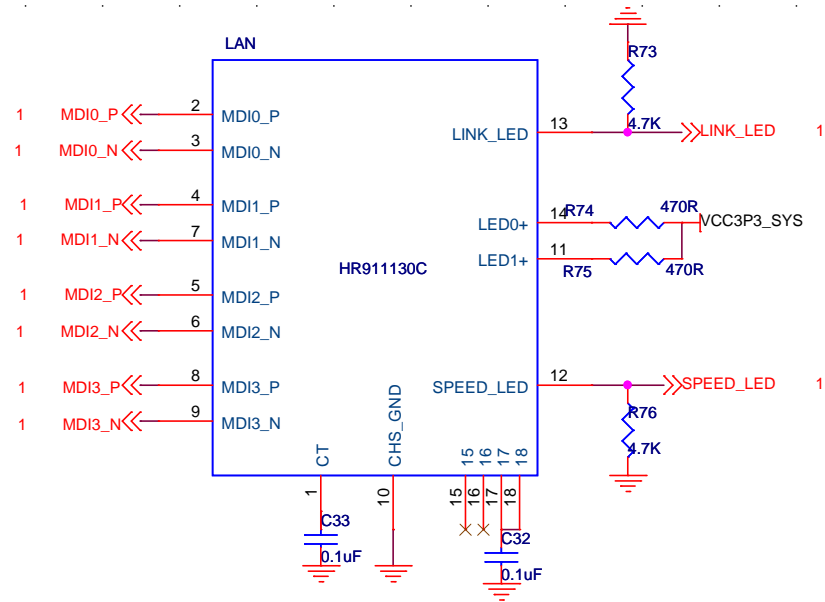 LAN
R73
4.7K
1 MDI0_P 2 MDI0_P
LINK_LED 13 LINK_LED 1
1 MDI0_N 3 MDI0_N
1 MDI1_P 4 MDI1_P
LED0+ 14 R74 470R VCC3P3_SYS
1 MDI1_N 7 MDI1_N
LED1+ 11 R75 470R
HR911130C
1 MDI2_P 5 MDI2_P
1 MDI2_N 6 MDI2_N
1 MDI3_P 8 MDI3_P
SPEED_LED 12 SPEED_LED 1
1 MDI3_N 9 MDI3_N
R76
4.7K
CT CHS_GND 15 16 17 18
1 10 15 16 17 18
C33
0.1uF
C32
0.1uF